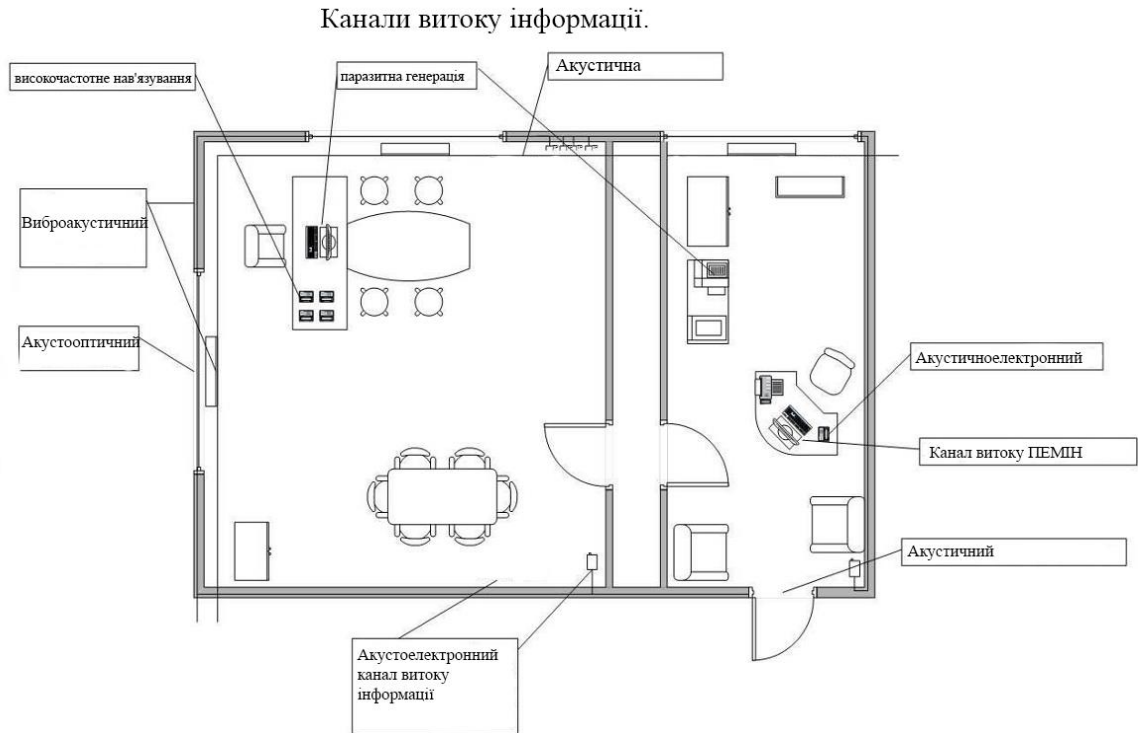 Канали витоку інформації.
високочастотне нав'язування
паразитна генерація
Акустична
Виброакустичний
Акустооптичний
Акустичноелектронний
Канал витоку ПЕМІН
Акустичний
Акустоелектронний
канал витоку
інформації